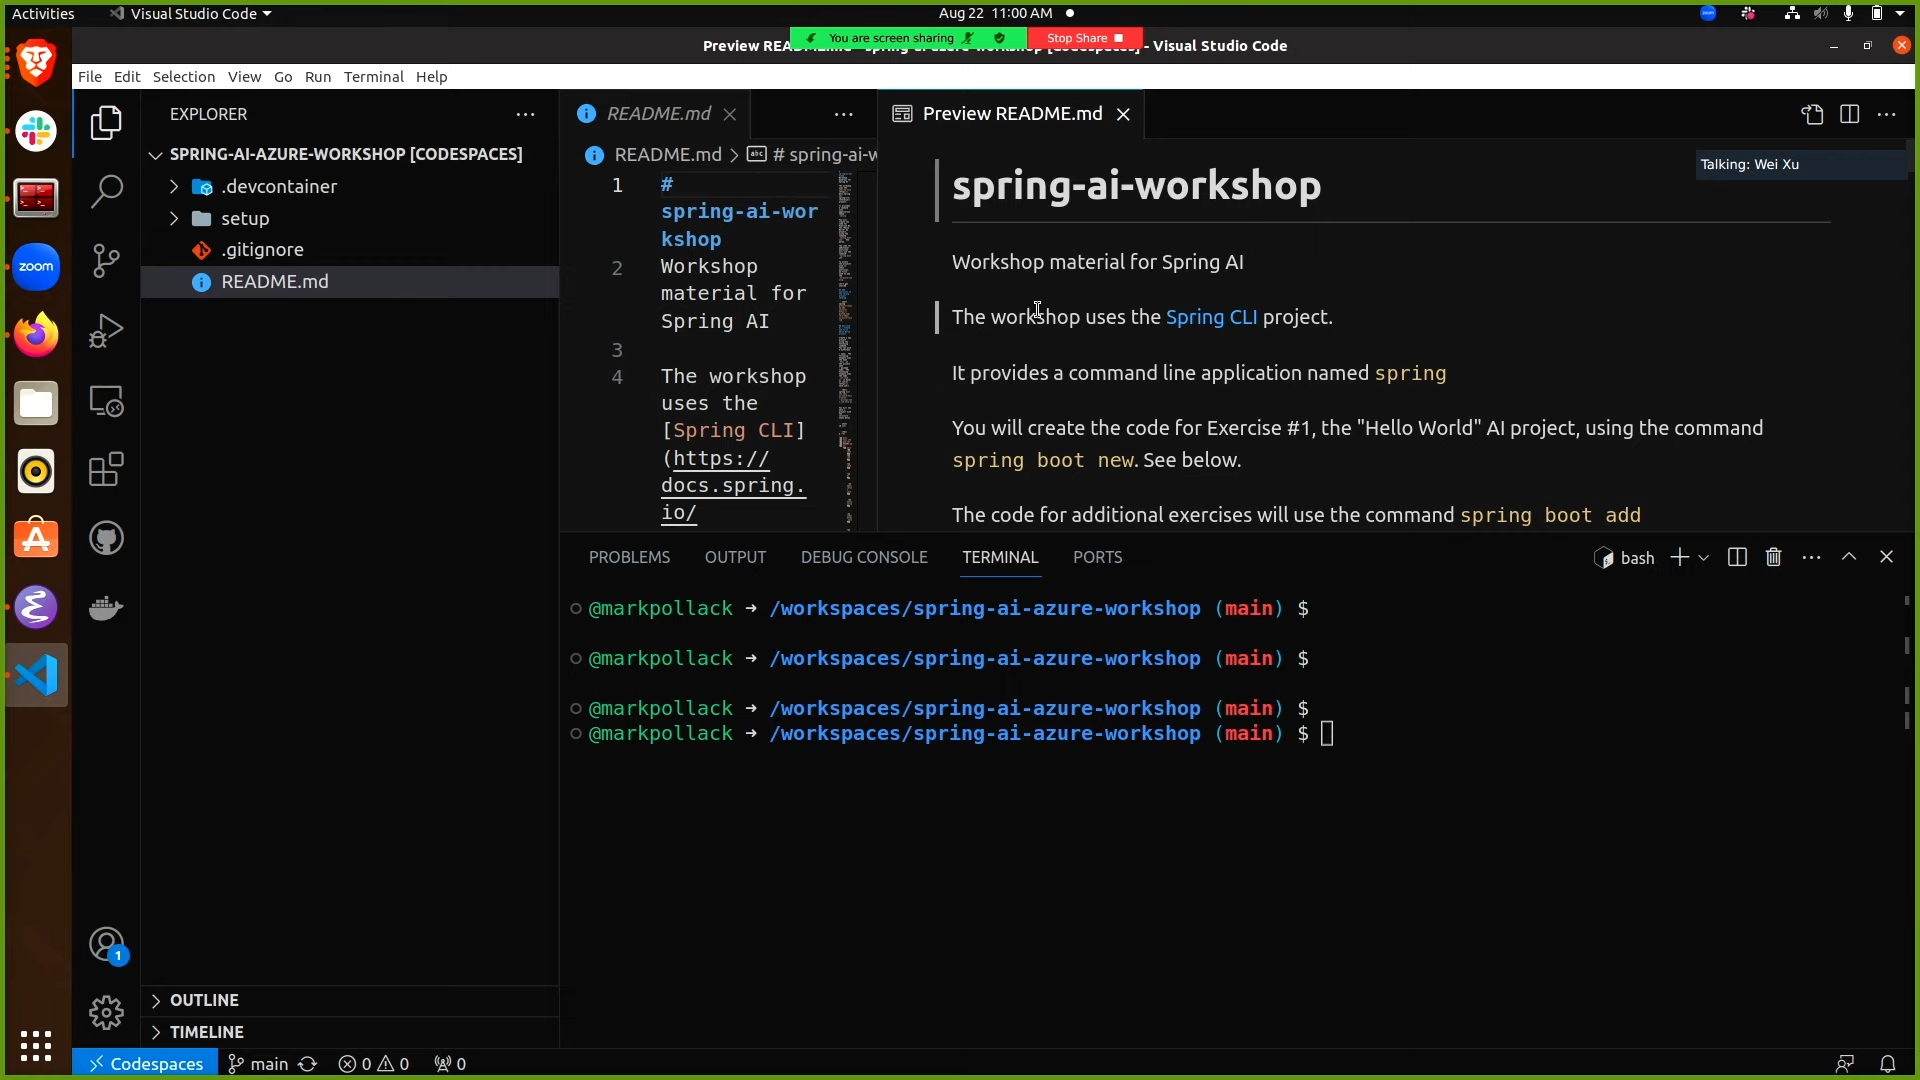 Activities
Visual Studio Code
Aug 22 11:00 AM
You are screen sharing
Stop Share
- Visual Studio Code
File Edit Selection View Go Run Terminal Help
EXPLORER
README.md
Preview README.md
SPRING-AI-AZURE-WORKSHOP [CODESPACES]
.devcontainer
setup
.gitignore
README.md
README.md > # spring-ai-w
1 #
spring-ai-wor
kshop
2 Workshop
material for
Spring AI
3
4 The workshop
uses the
[Spring CLI]
(https://
docs.spring.
io/
Talking: Wei Xu
spring-ai-workshop
Workshop material for Spring AI
The workshop uses the Spring CLI project.
It provides a command line application named spring
You will create the code for Exercise #1, the "Hello World" AI project, using the command
spring boot new. See below.
The code for additional exercises will use the command spring boot add
PROBLEMS OUTPUT DEBUG CONSOLE TERMINAL PORTS
bash
@markpollack → /workspaces/spring-ai-azure-workshop (main) $
@markpollack → /workspaces/spring-ai-azure-workshop (main) $
@markpollack → /workspaces/spring-ai-azure-workshop (main) $
@markpollack → /workspaces/spring-ai-azure-workshop (main) $
zoom
1
OUTLINE
TIMELINE
Codespaces main 0 0 0